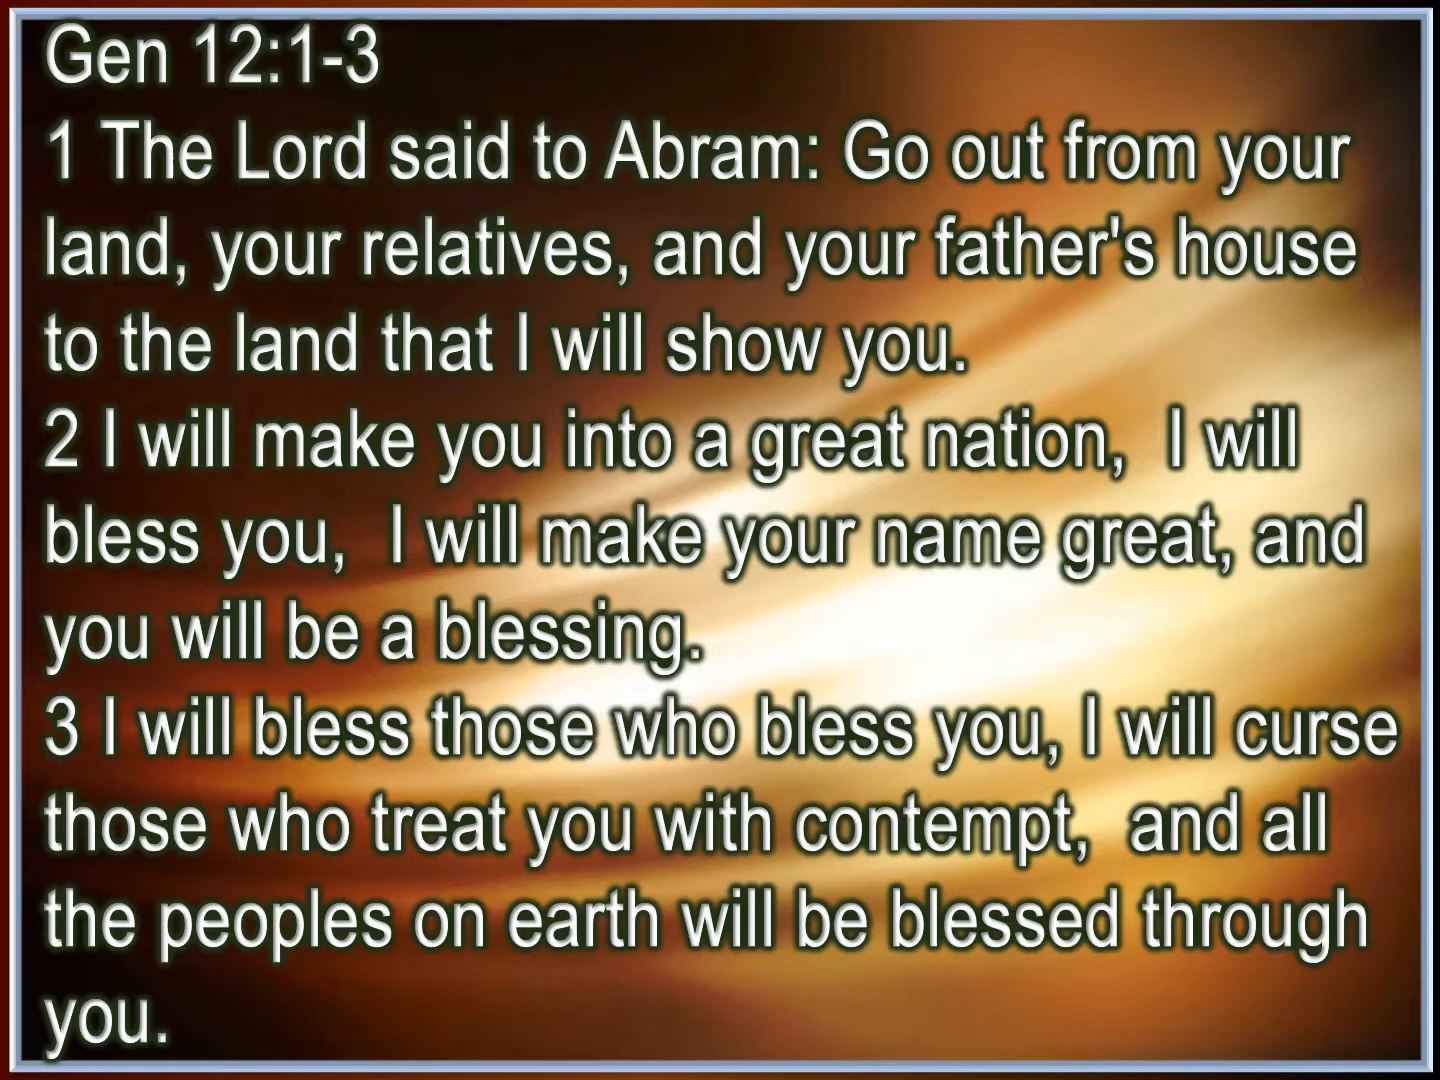 Gen 12:1-3
1 The Lord said to Abram: Go out from your
land, your relatives, and your father's house
to the land that I will show you.
2 I will make you into a great nation,  I will
bless you,  I will make your name great, and
you will be a blessing.
3 I will bless those who bless you, I will curse
those who treat you with contempt,  and all
the peoples on earth will be blessed through
you.